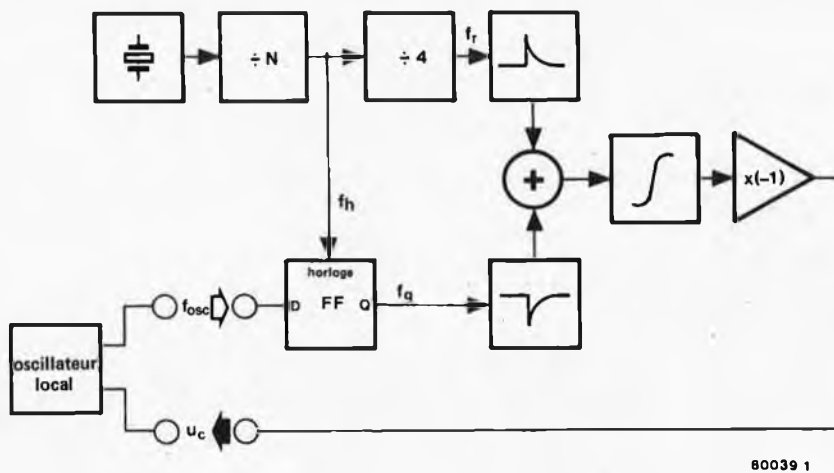 ÷ N
÷ 4
fr
+
x(-1)
fh
horloge
D FF Q
fosc
fq
oscillateur
local
uc
80039 1